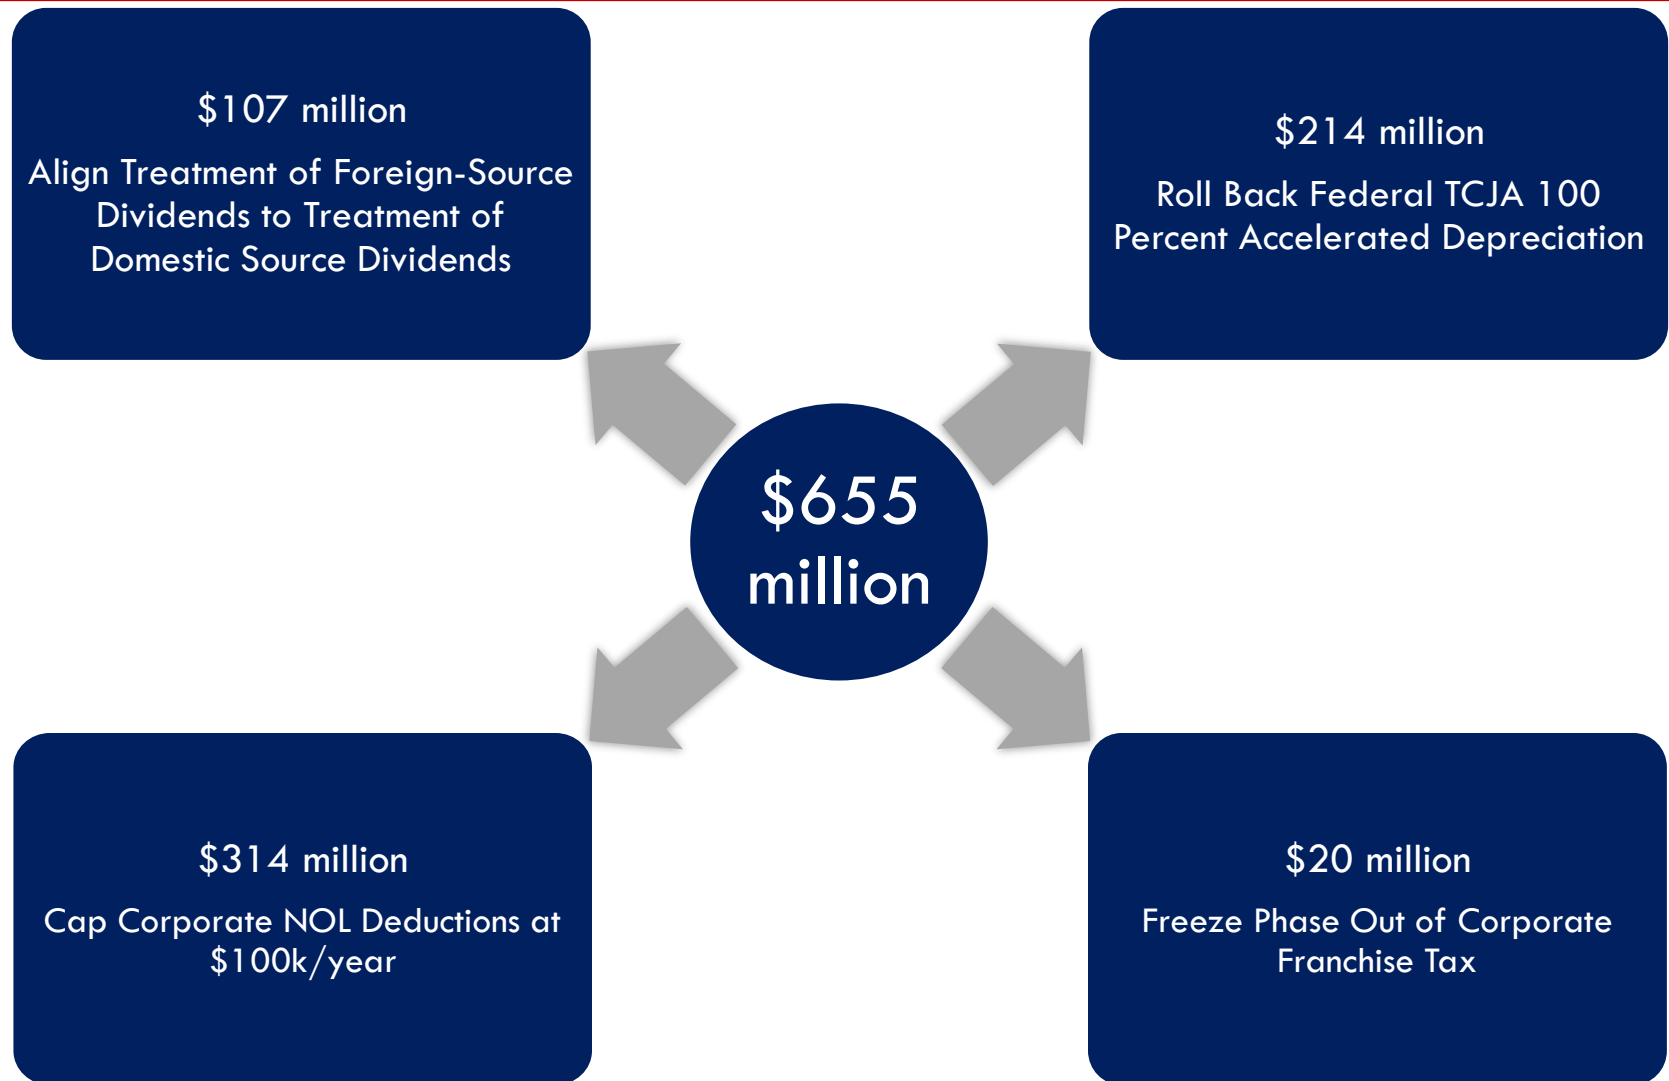 $107 million
Align Treatment of Foreign-Source
Dividends to Treatment of
Domestic Source Dividends
$214 million
Roll Back Federal TCJA 100
Percent Accelerated Depreciation
$655
million
$314 million
Cap Corporate NOL Deductions at
$100k/year
$20 million
Freeze Phase Out of Corporate
Franchise Tax